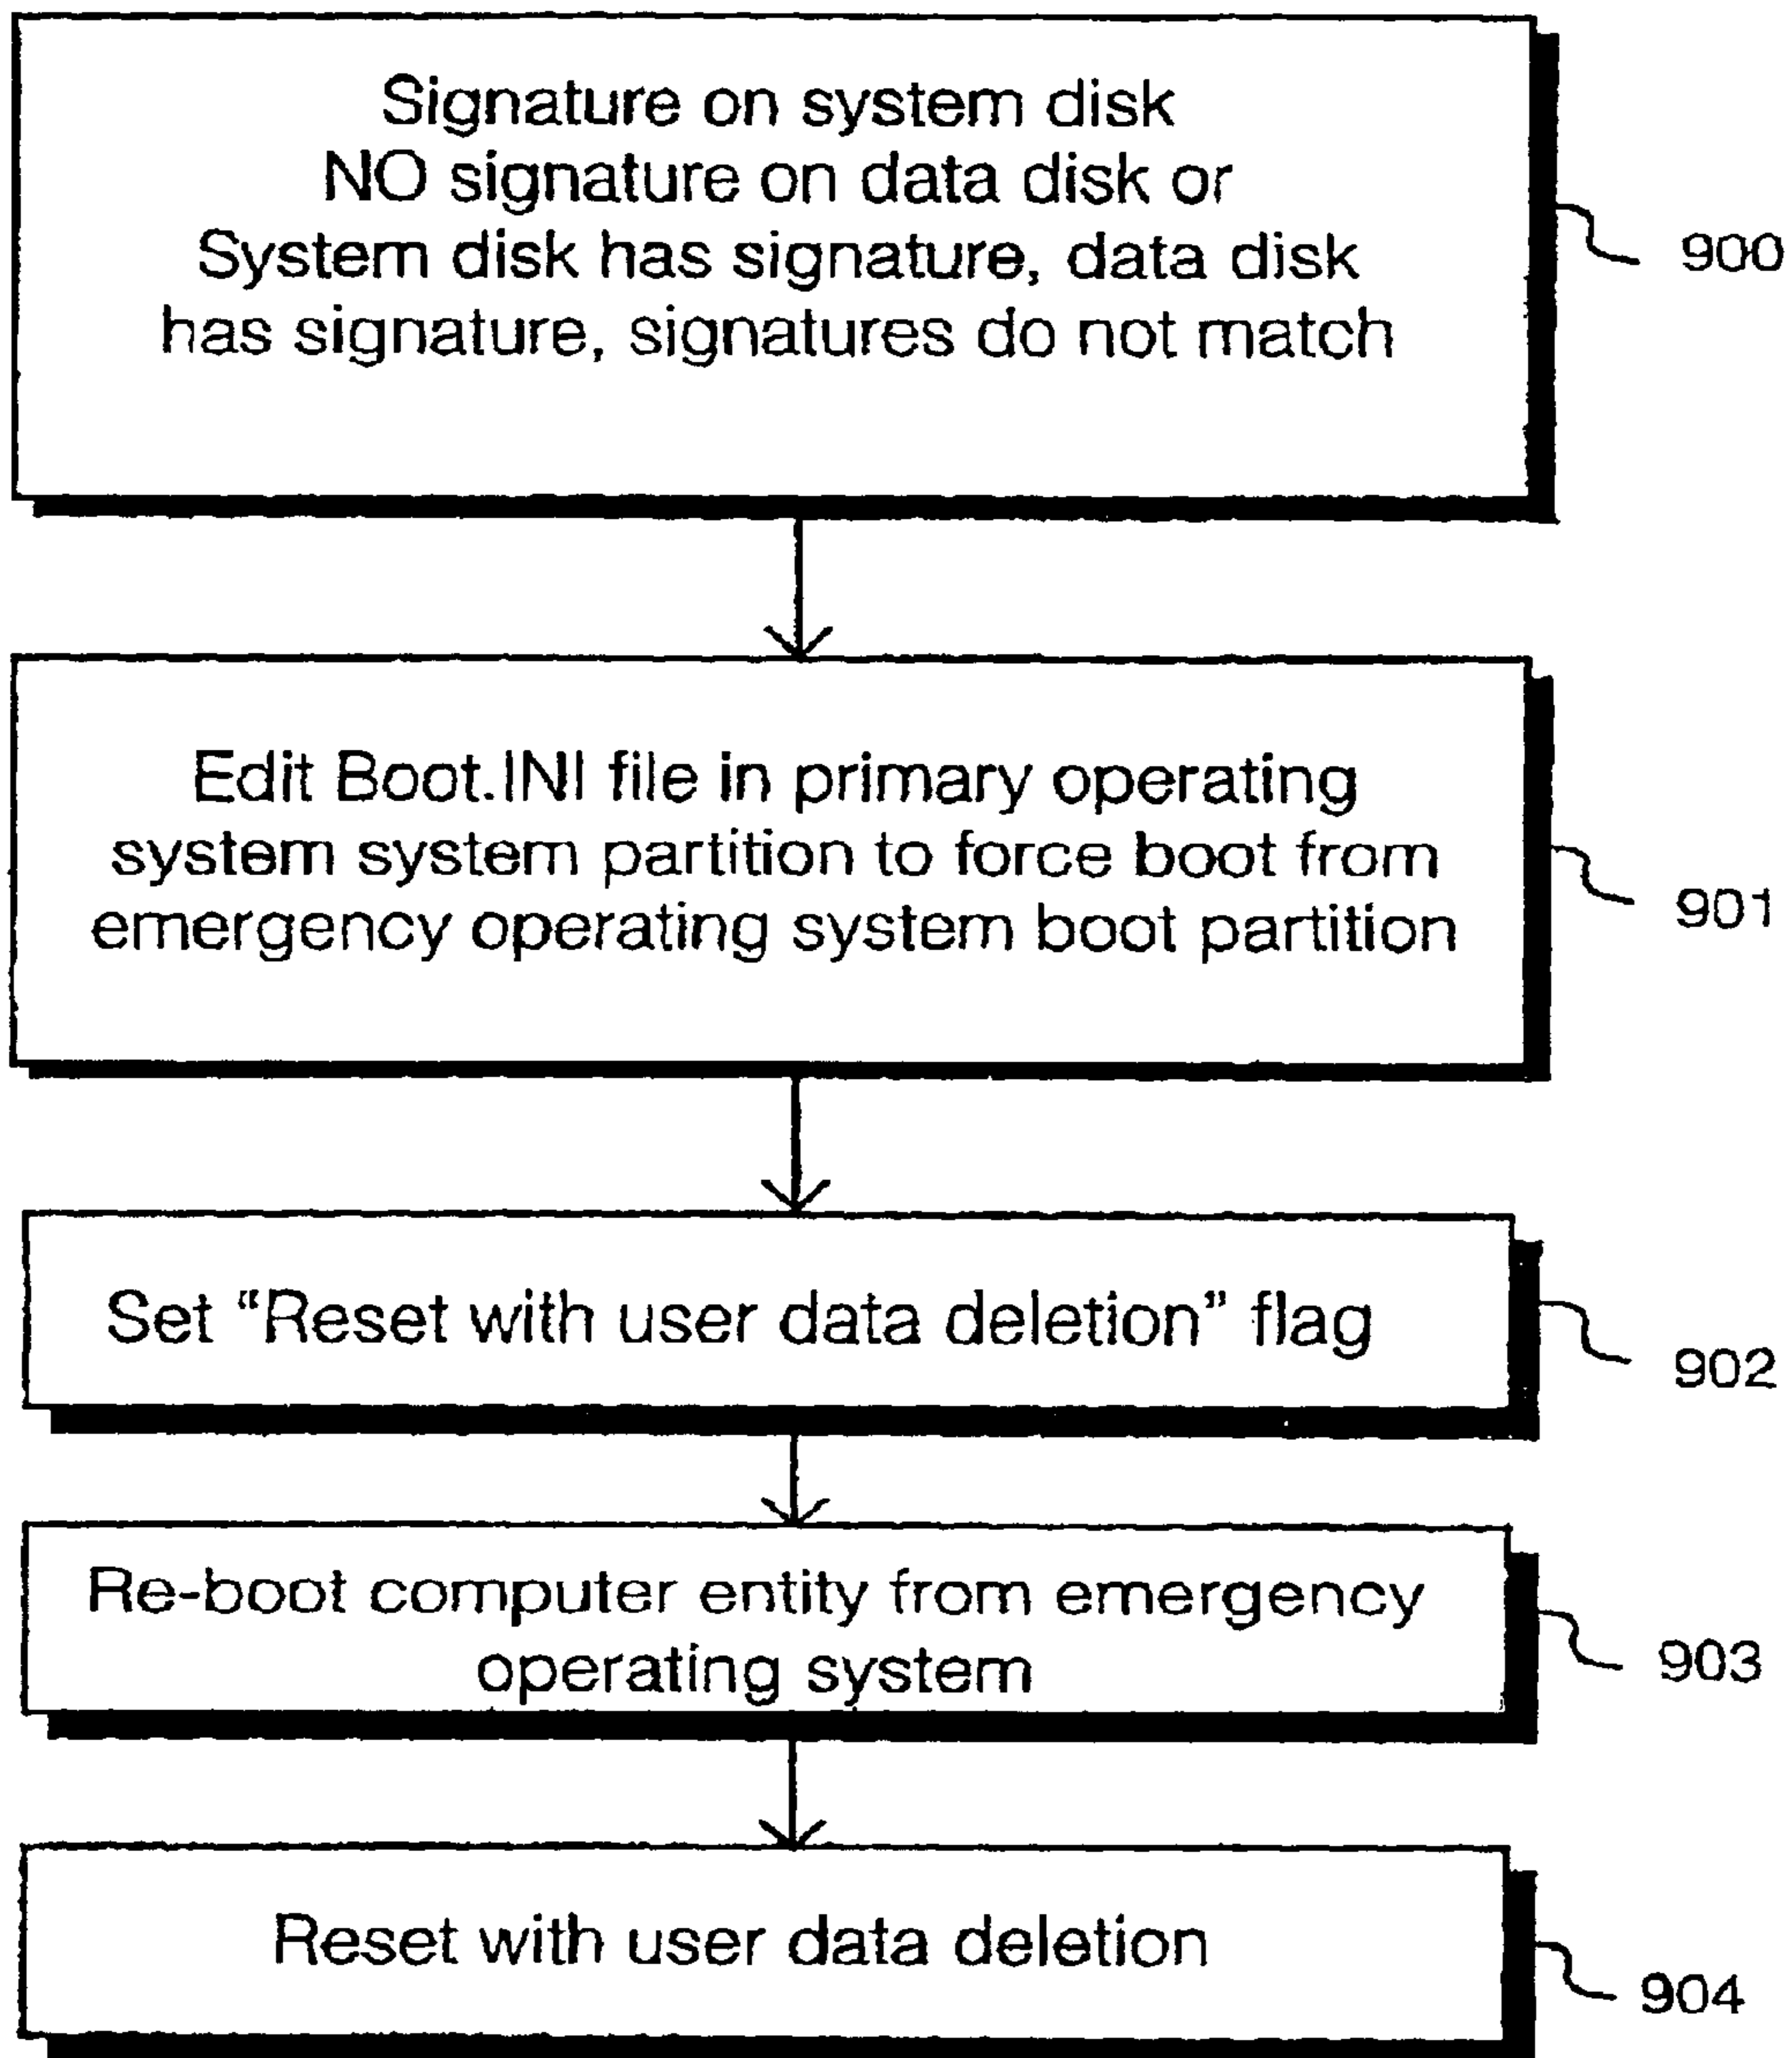 Signature on system disk
NO signature on data disk or
System disk has signature, data disk
has signature, signatures do not match
900
Edit Boot.INI file in primary operating
system system partition to force boot from
emergency operating system boot partition
901
Set “Reset with user data deletion” flag
902
Re-boot computer entity from emergency
operating system
903
Reset with user data deletion
904